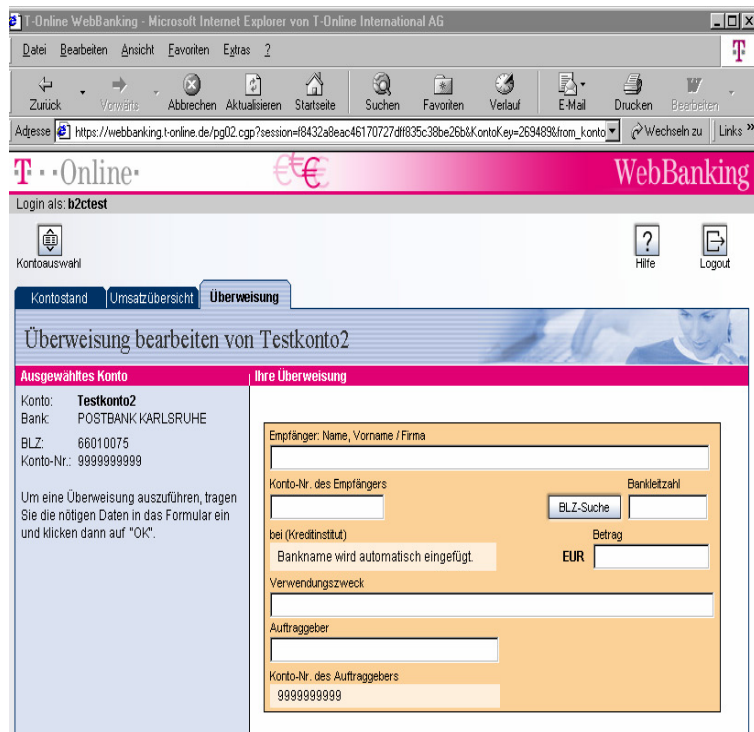 T-Online WebBanking - Microsoft Internet Explorer von T-Online International AG
Datei Bearbeiten Ansicht Favoriten Extras ?
Zurück Vorwärts Abbrechen Aktualisieren Startseite Suchen Favoriten Verlauf E-Mail Drucken Bearbeiten
Adresse https://webbanking.t-online.de/pg02.cgp?session=f8432a8eac46170727dff835c38be26b&KontoKey=269489&from_konto Wechseln zu Links »
T··Online· €€€ WebBanking
Login als: b2ctest
Kontoauswahl ? Hilfe Logout
Kontostand Umsatzübersicht Überweisung
Überweisung bearbeiten von Testkonto2
Ausgewähltes Konto
Konto: Testkonto2
Bank: POSTBANK KARLSRUHE
BLZ: 66010075
Konto-Nr.: 9999999999
Um eine Überweisung auszuführen, tragen
Sie die nötigen Daten in das Formular ein
und klicken dann auf "OK".
Ihre Überweisung
Empfänger: Name, Vorname / Firma
Konto-Nr. des Empfängers Bankleitzahl
BLZ-Suche
bei (Kreditinstitut) Betrag
Bankname wird automatisch eingefügt. EUR
Verwendungszweck
Auftraggeber
Konto-Nr. des Auftraggebers
9999999999